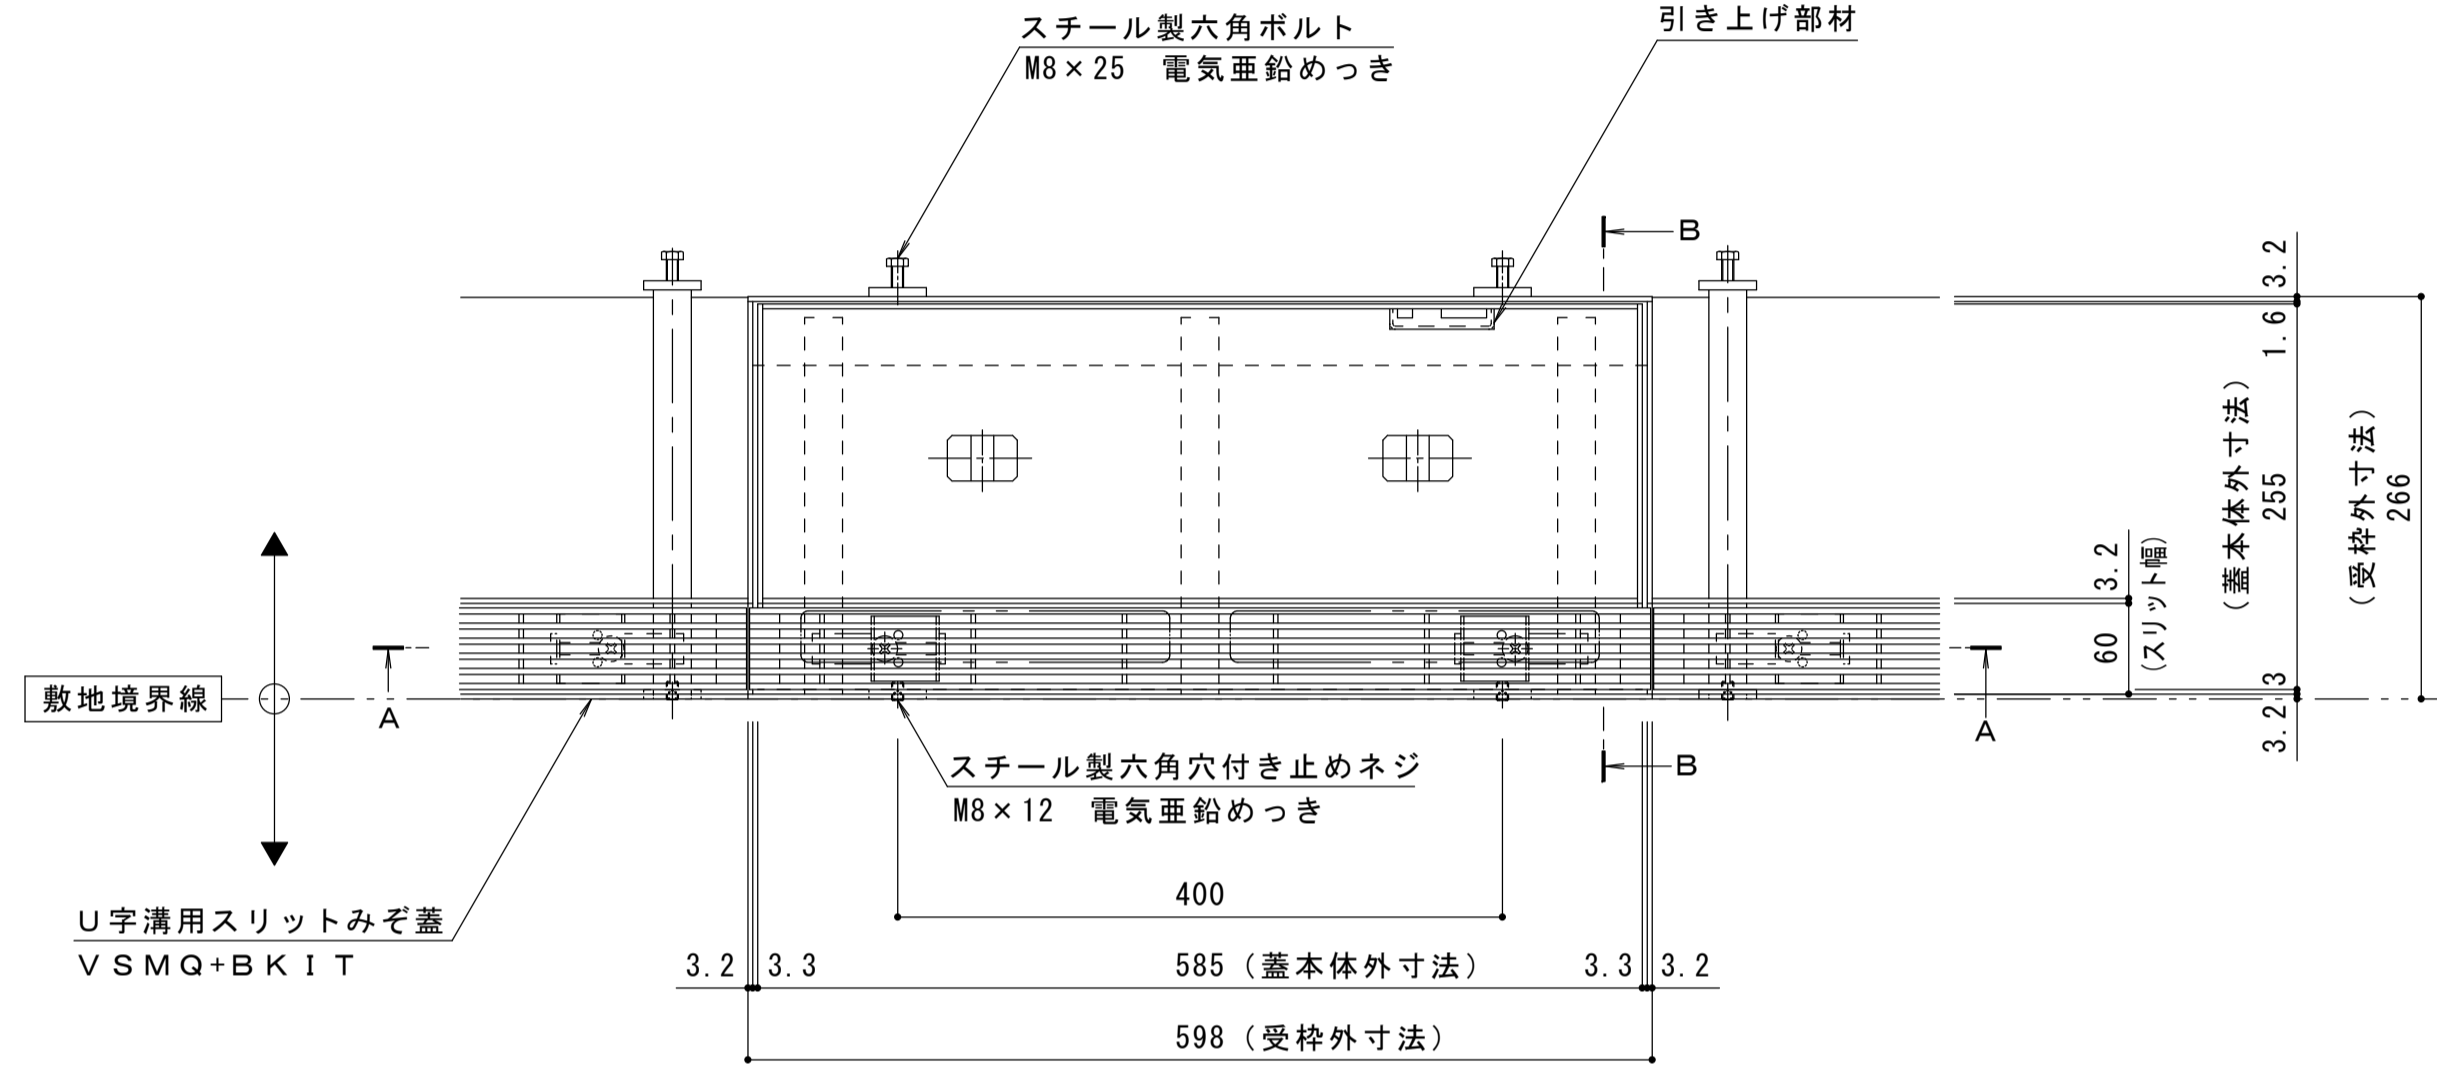 スチール製六角ボルト
M8×25 電気亜鉛めっき
引き上げ部材
B
3.2
1.6
(蓋本体外寸法)
255
(受枠外寸法)
266
3.2
60
(スリット幅)
3
3.2
敷地境界線
A
A
スチール製六角穴付き止めネジ
M8×12 電気亜鉛めっき
B
400
U字溝用スリットみぞ蓋
VSMQ+BKIT
3.2
3.3
585(蓋本体外寸法)
3.3
3.2
598(受枠外寸法)